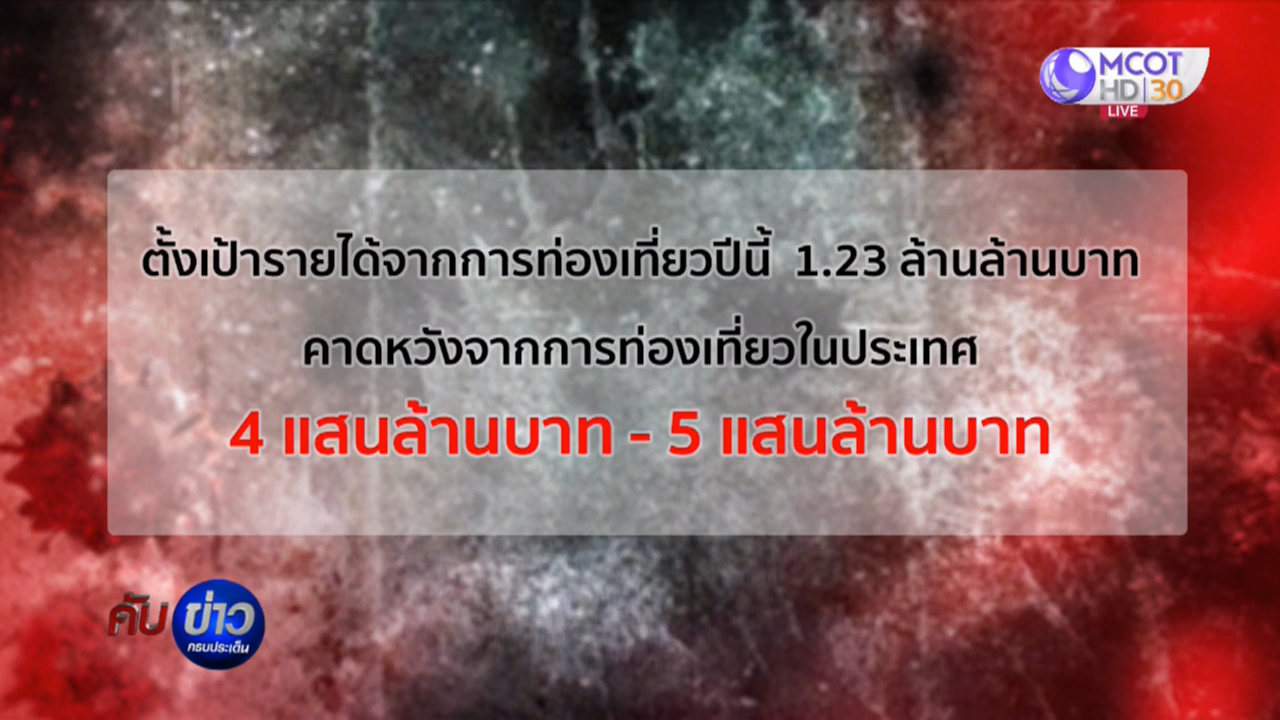 MCOT
HD 30
LIVE
ตั้งเป้ารายได้จากการท่องเที่ยวปีนี้ 1.23 ล้านล้านบาท
คาดหวังจากการท่องเที่ยวในประเทศ
4 แสนล้านบาท - 5 แสนล้านบาท
คับ ข่าว
ครบประเด็น